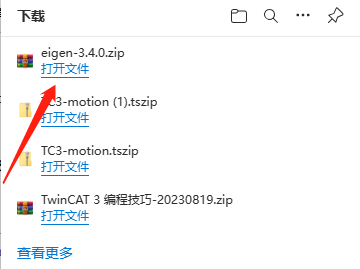 下载
eigen-3.4.0.zip
打开文件
TC3-motion (1).tszip
打开文件
TC3-motion.tszip
打开文件
TwinCAT 3 编程技巧-20230819.zip
打开文件
查看更多